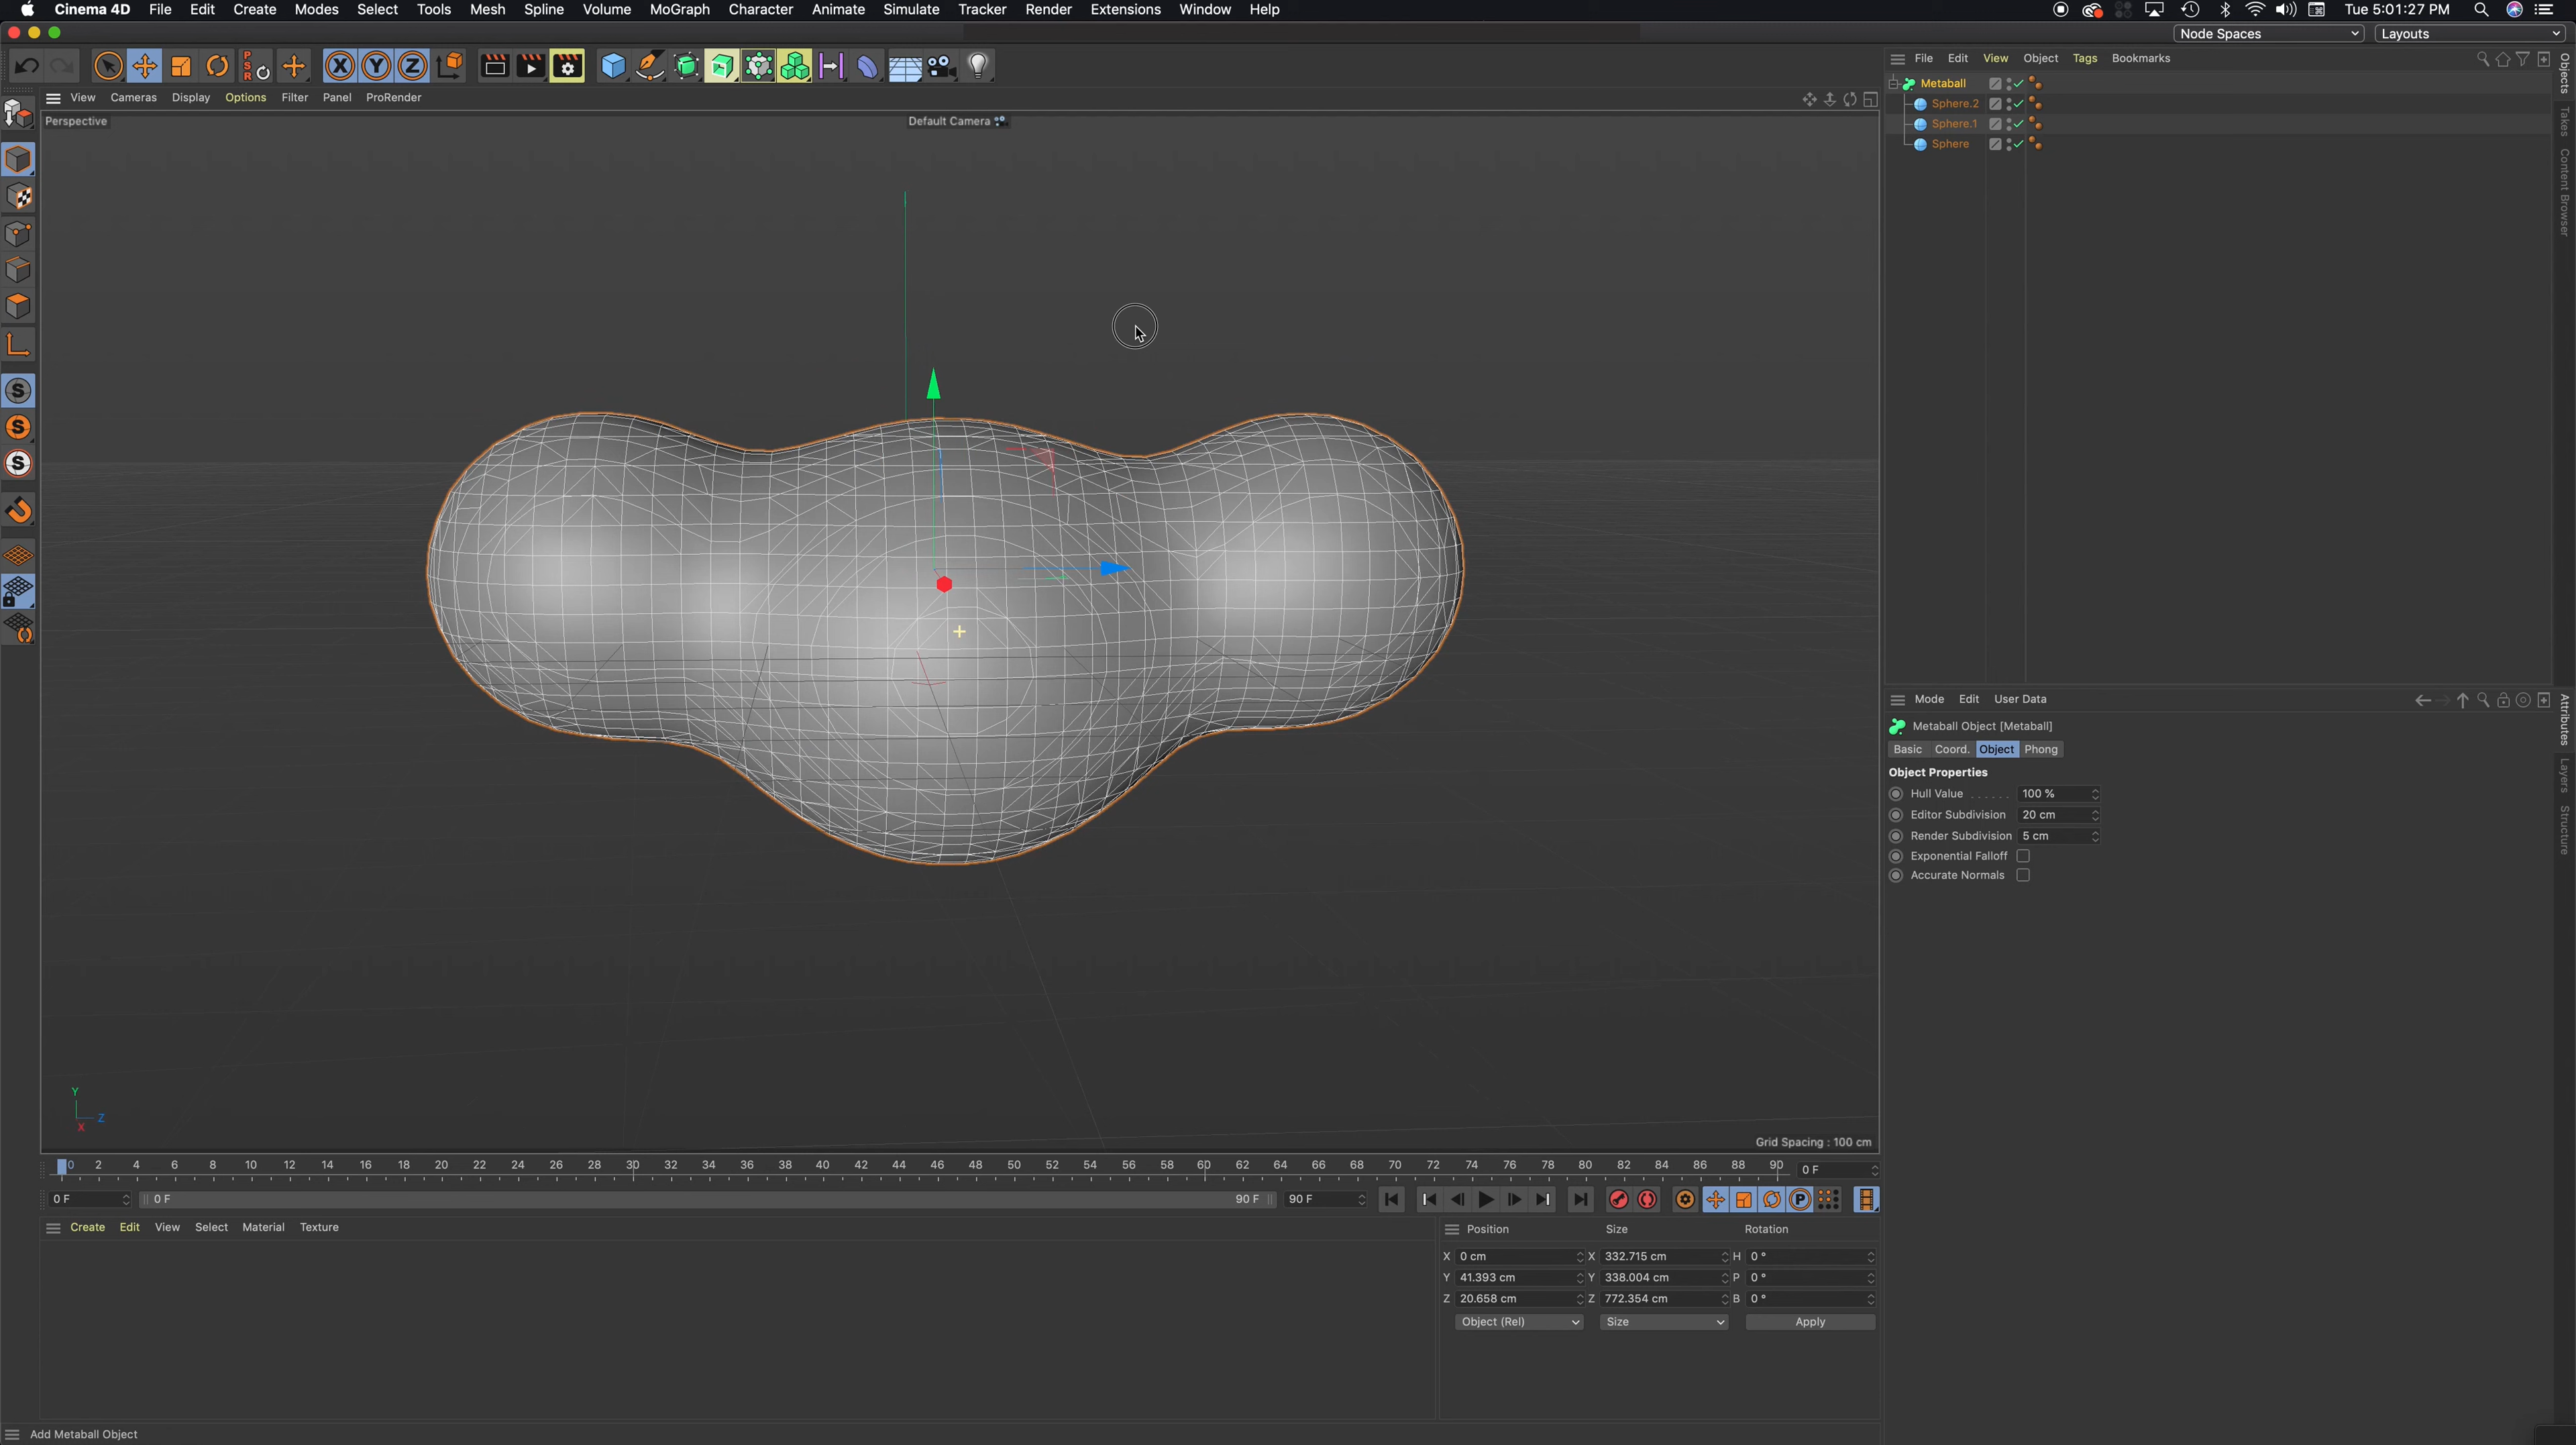 Cinema 4D File Edit Create Modes Select Tools Mesh Spline Volume MoGraph Character Animate Simulate Tracker Render Extensions Window Help Tue 5:01:27 PM
Node Spaces Layouts
PSR X Y Z
File Edit View Object Tags Bookmarks
View Cameras Display Options Filter Panel ProRender
Perspective
Default Camera
Metaball
Sphere.2
Sphere.1
Sphere
Objects
Takes
Content Browser
S
S
S
Mode Edit User Data
Metaball Object [Metaball]
Basic Coord. Object Phong
Object Properties
Hull Value . . . . . . 100 %
Editor Subdivision 20 cm
Render Subdivision 5 cm
Exponential Falloff
Accurate Normals
Attributes
Layers
Structure
Y
Z
X
Grid Spacing : 100 cm
0 2 4 6 8 10 12 14 16 18 20 22 24 26 28 30 32 34 36 38 40 42 44 46 48 50 52 54 56 58 60 62 64 66 68 70 72 74 76 78 80 82 84 86 88 90 0 F
0 F 0 F 90 F 90 F P
Create Edit View Select Material Texture
Position Size Rotation
X 0 cm X 332.715 cm H 0 °
Y 41.393 cm Y 338.004 cm P 0 °
Z 20.658 cm Z 772.354 cm B 0 °
Object (Rel) Size Apply
Add Metaball Object